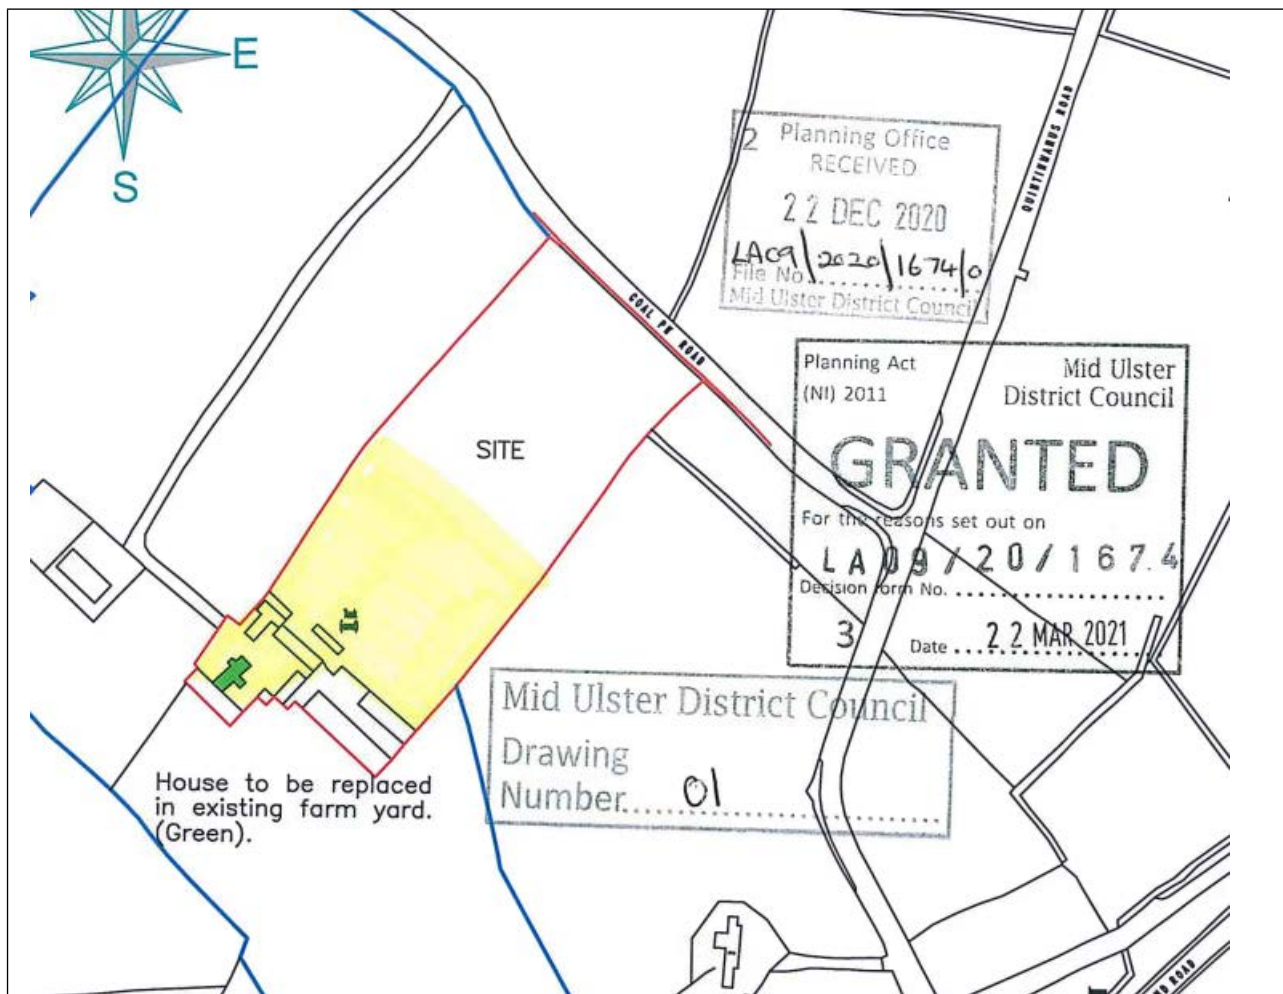 E
S
2 Planning Office
RECEIVED
22 DEC 2020
LA09/2020/1674/0
File No..............
Mid Ulster District Council
QUINTINMANUS ROAD
COAL PIT ROAD
SITE
Planning Act
(NI) 2011
Mid Ulster
District Council
GRANTED
For the reasons set out on
LA 09/20/1674
Decision Form No. ....................
3 Date ... 22 MAR 2021 ...
Mid Ulster District Council
Drawing
Number..... 01 ....................
House to be replaced
in existing farm yard.
(Green).
ROAD